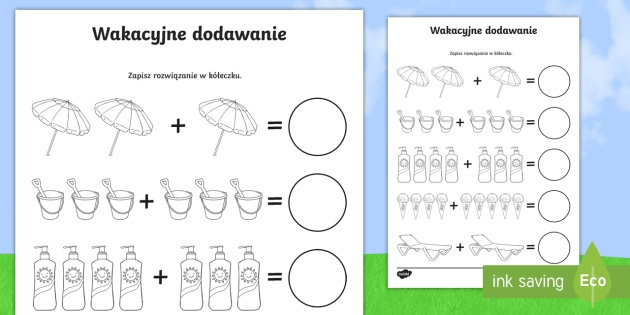 Wakacyjne dodawanie
Zapisz rozwiązanie w kółeczku.
+ =
+ =
+ =
Wakacyjne dodawanie
Zapisz rozwiązanie w kółeczku.
+ =
+ =
+ =
+ =
+ =
ink saving Eco